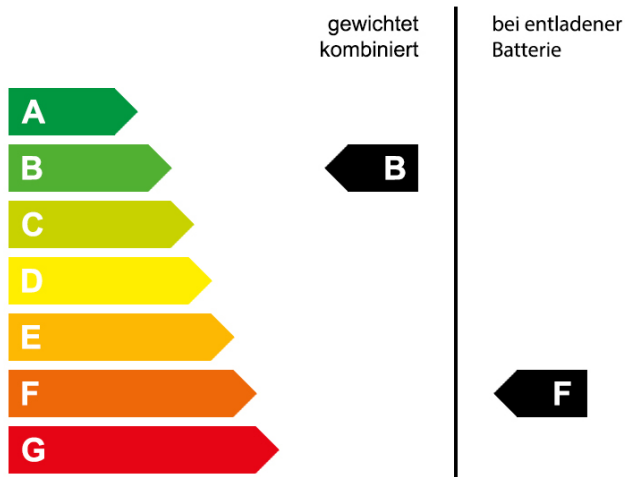 gewichtet
kombiniert
bei entladener
Batterie
A
B
B
C
D
E
F
F
G